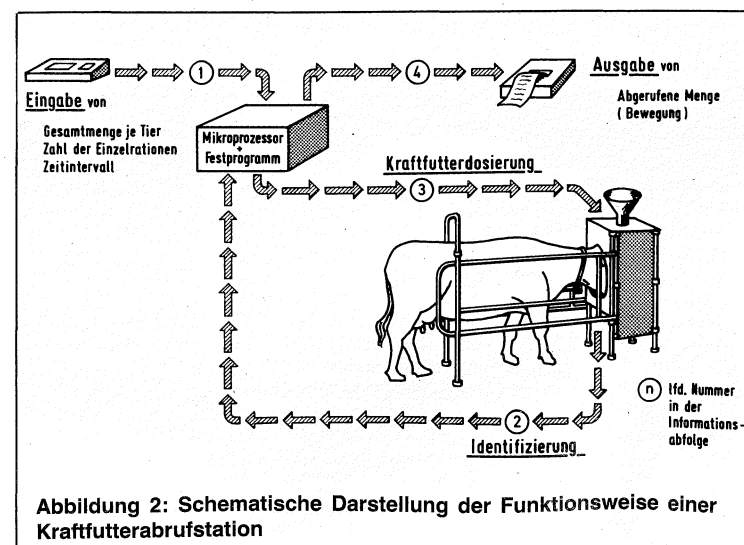 1
4
Ausgabe von
Eingabe von
Abgerufene Menge
( Bewegung )
Gesamtmenge je Tier
Zahl der Einzelrationen
Zeitintervall
Mikroprozessor
+
Festprogramm
Kraftfutterdosierung
3
n lfd. Nummer
in der
Informations-
abfolge
2
Identifizierung
Abbildung 2: Schematische Darstellung der Funktionsweise einer
Kraftfutterabrufstation